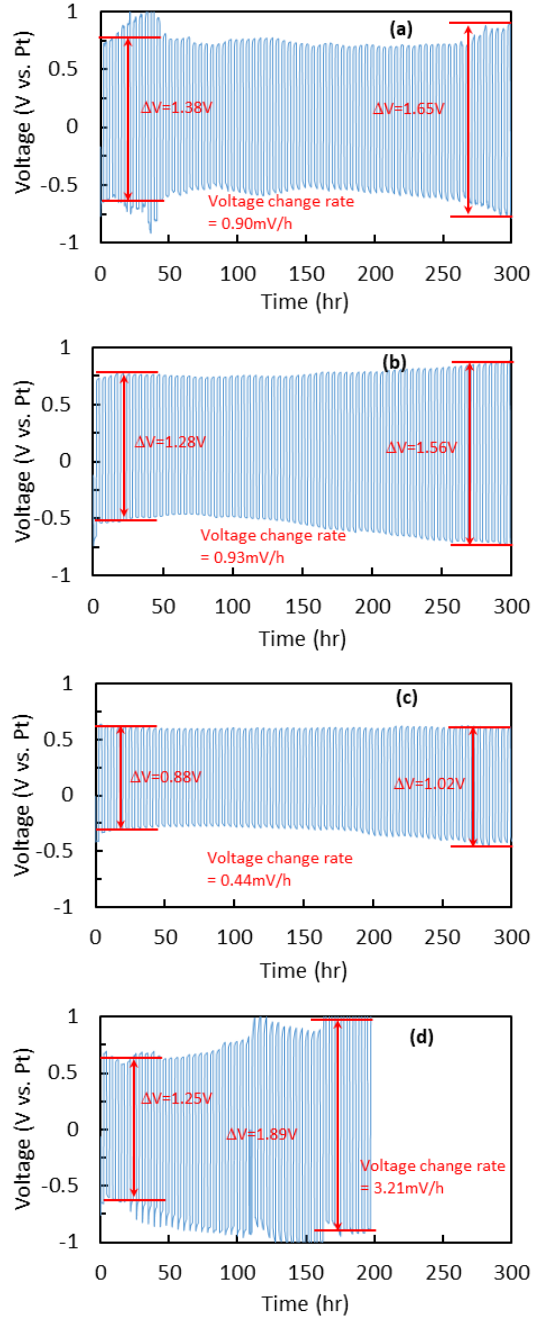 (a)
1
0.5
0
-0.5
-1
Voltage (V vs. Pt)
ΔV=1.38V
ΔV=1.65V
Voltage change rate
= 0.90mV/h
0 50 100 150 200 250 300
Time (hr)
(b)
1
0.5
0
-0.5
-1
Voltage (V vs. Pt)
ΔV=1.28V
ΔV=1.56V
Voltage change rate
= 0.93mV/h
0 50 100 150 200 250 300
Time (hr)
(c)
1
0.5
0
-0.5
-1
Voltage (V vs. Pt)
ΔV=0.88V
ΔV=1.02V
Voltage change rate
= 0.44mV/h
0 50 100 150 200 250 300
Time (hr)
(d)
1
0.5
0
-0.5
-1
Voltage (V vs. Pt)
ΔV=1.25V
ΔV=1.89V
Voltage change rate
= 3.21mV/h
0 50 100 150 200 250 300
Time (hr)